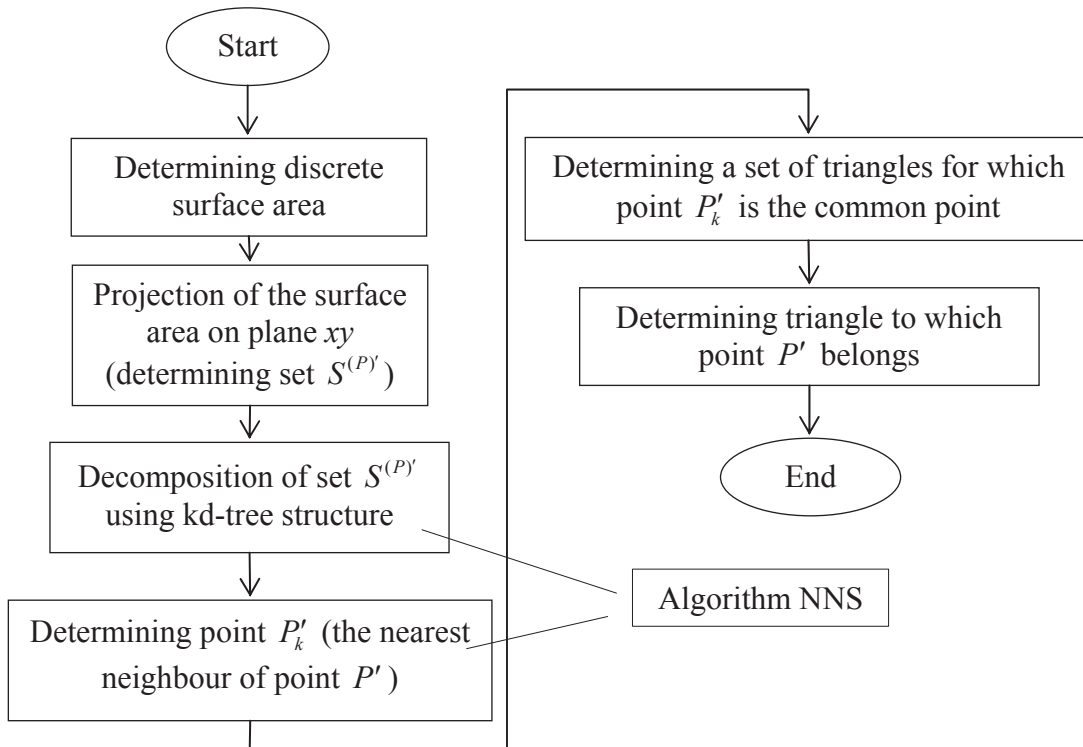 Start
Determining discrete
surface area
Projection of the surface
area on plane xy
(determining set S^{(P)′})
Decomposition of set S^{(P)′}
using kd-tree structure
Determining point P′_k (the nearest
neighbour of point P′ )
Determining a set of triangles for which
point P′_k is the common point
Determining triangle to which
point P′ belongs
End
Algorithm NNS